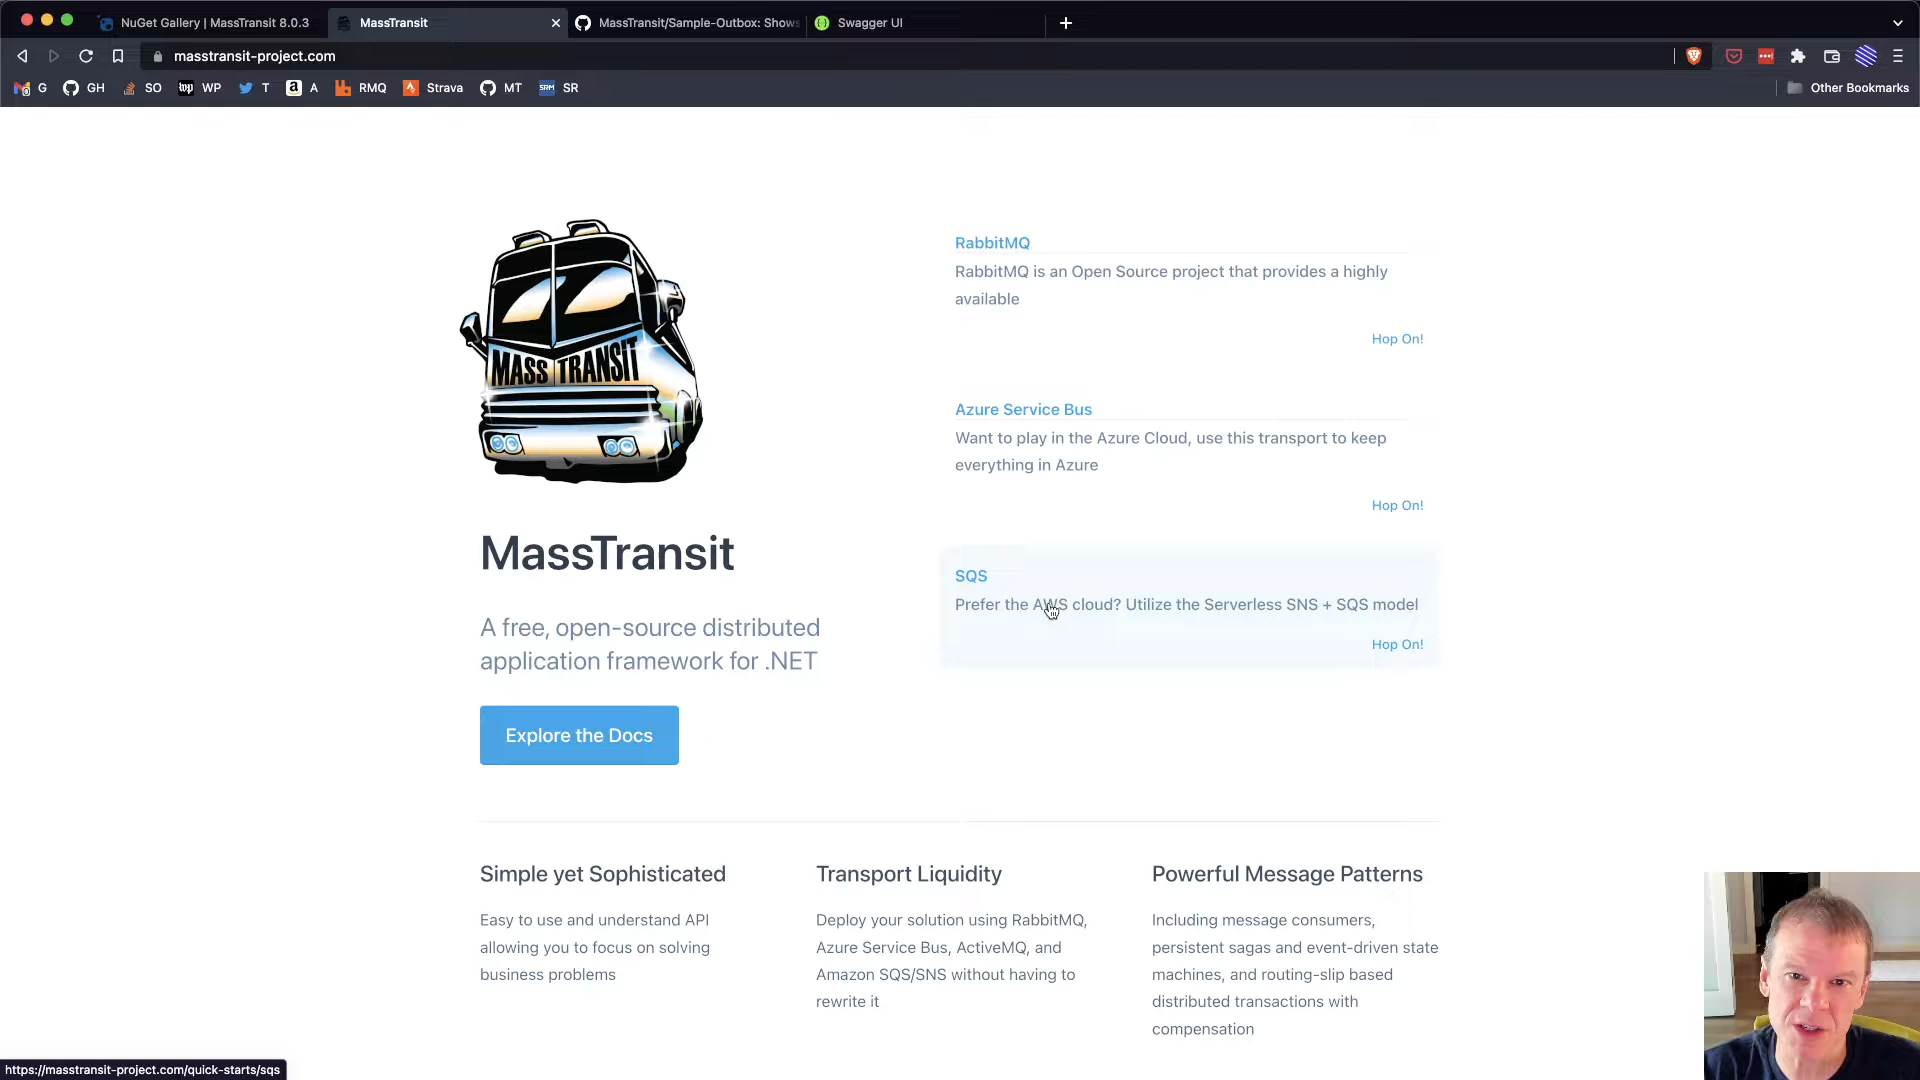 NuGet Gallery | MassTransit 8.0.3
MassTransit
MassTransit/Sample-Outbox: Shows
Swagger UI
masstransit-project.com
G
GH
SO
WP
T
A
RMQ
Strava
MT
SRM
SR
Other Bookmarks
MASS TRANSIT
MassTransit
A free, open-source distributed
application framework for .NET
Explore the Docs
RabbitMQ
RabbitMQ is an Open Source project that provides a highly
available
Hop On!
Azure Service Bus
Want to play in the Azure Cloud, use this transport to keep
everything in Azure
Hop On!
SQS
Prefer the AWS cloud? Utilize the Serverless SNS + SQS model
Hop On!
Simple yet Sophisticated
Easy to use and understand API
allowing you to focus on solving
business problems
Transport Liquidity
Deploy your solution using RabbitMQ,
Azure Service Bus, ActiveMQ, and
Amazon SQS/SNS without having to
rewrite it
Powerful Message Patterns
Including message consumers,
persistent sagas and event-driven state
machines, and routing-slip based
distributed transactions with
compensation
https://masstransit-project.com/quick-starts/sqs